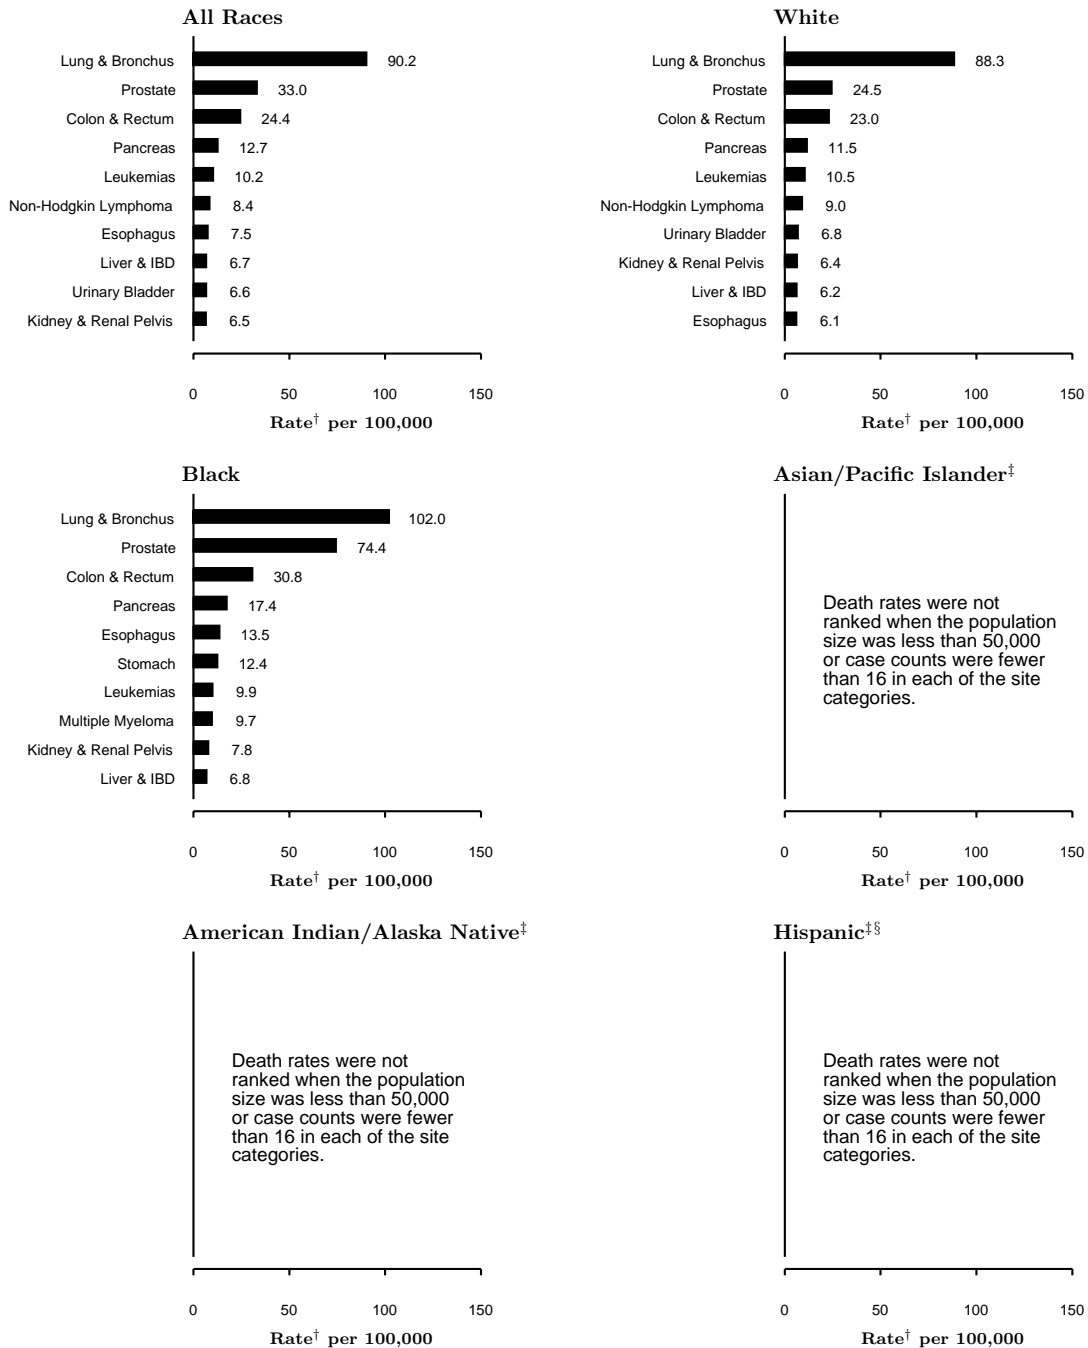 All Races
Lung & Bronchus 90.2
Prostate 33.0
Colon & Rectum 24.4
Pancreas 12.7
Leukemias 10.2
Non-Hodgkin Lymphoma 8.4
Esophagus 7.5
Liver & IBD 6.7
Urinary Bladder 6.6
Kidney & Renal Pelvis 6.5
0 50 100 150
Rate† per 100,000
White
Lung & Bronchus 88.3
Prostate 24.5
Colon & Rectum 23.0
Pancreas 11.5
Leukemias 10.5
Non-Hodgkin Lymphoma 9.0
Urinary Bladder 6.8
Kidney & Renal Pelvis 6.4
Liver & IBD 6.2
Esophagus 6.1
0 50 100 150
Rate† per 100,000
Black
Lung & Bronchus 102.0
Prostate 74.4
Colon & Rectum 30.8
Pancreas 17.4
Esophagus 13.5
Stomach 12.4
Leukemias 9.9
Multiple Myeloma 9.7
Kidney & Renal Pelvis 7.8
Liver & IBD 6.8
0 50 100 150
Rate† per 100,000
Asian/Pacific Islander‡
Death rates were not
ranked when the population
size was less than 50,000
or case counts were fewer
than 16 in each of the site
categories.
0 50 100 150
Rate† per 100,000
American Indian/Alaska Native‡
Death rates were not
ranked when the population
size was less than 50,000
or case counts were fewer
than 16 in each of the site
categories.
0 50 100 150
Rate† per 100,000
Hispanic‡§
Death rates were not
ranked when the population
size was less than 50,000
or case counts were fewer
than 16 in each of the site
categories.
0 50 100 150
Rate† per 100,000